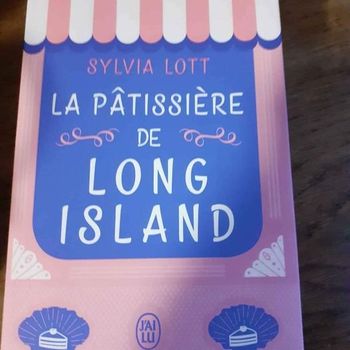 SYLVIA LOTT
LA PÂTISSIÈRE
DE
LONG
ISLAND
J'AI
LU